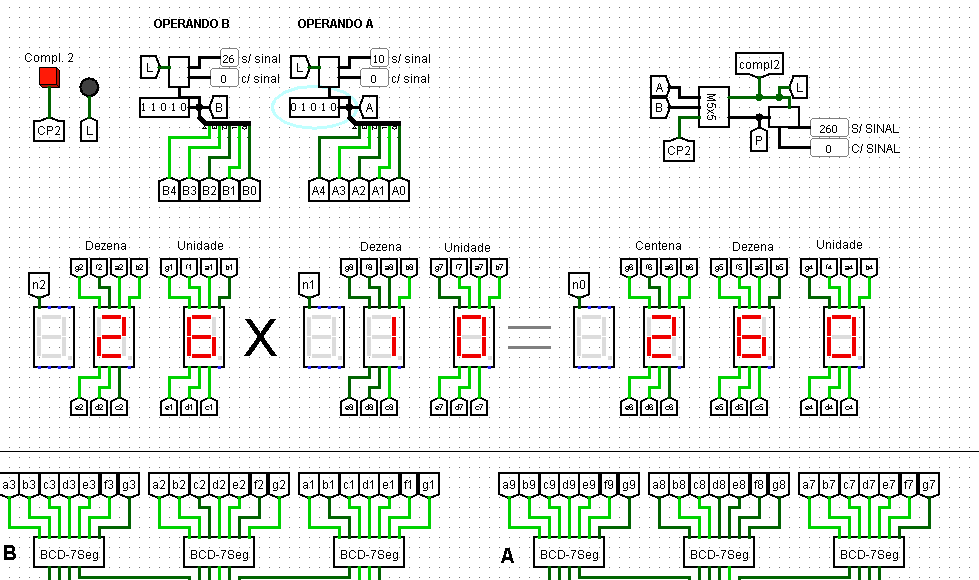 OPERANDO B OPERANDO A
Compl. 2
CP2 L
L 26 s/ sinal
0 c/ sinal
1 1 0 1 0 B
B4 B3 B2 B1 B0
L 10 s/ sinal
0 c/ sinal
0 1 0 1 0 A
A4 A3 A2 A1 A0
compl2
A B M5x5 L
CP2 P
260 S/ SINAL
0 C/ SINAL
Dezena Unidade Dezena Unidade Centena Dezena Unidade
g2 f2 a2 b2 g1 f1 a1 b1 g8 f8 a8 b8 g7 f7 a7 b7 g6 f6 a6 b6 g5 f5 a5 b5 g4 f4 a4 b4
n2 n1 n0
2 6 X 1 0 = 2 6 0
e2 d2 c2 e1 d1 c1 e8 d8 c8 e7 d7 c7 e6 d6 c6 e5 d5 c5 e4 d4 c4
a3 b3 c3 d3 e3 f3 g3 a2 b2 c2 d2 e2 f2 g2 a1 b1 c1 d1 e1 f1 g1 a9 b9 c9 d9 e9 f9 g9 a8 b8 c8 d8 e8 f8 g8 a7 b7 c7 d7 e7 f7 g7
B BCD-7Seg BCD-7Seg BCD-7Seg A BCD-7Seg BCD-7Seg BCD-7Seg